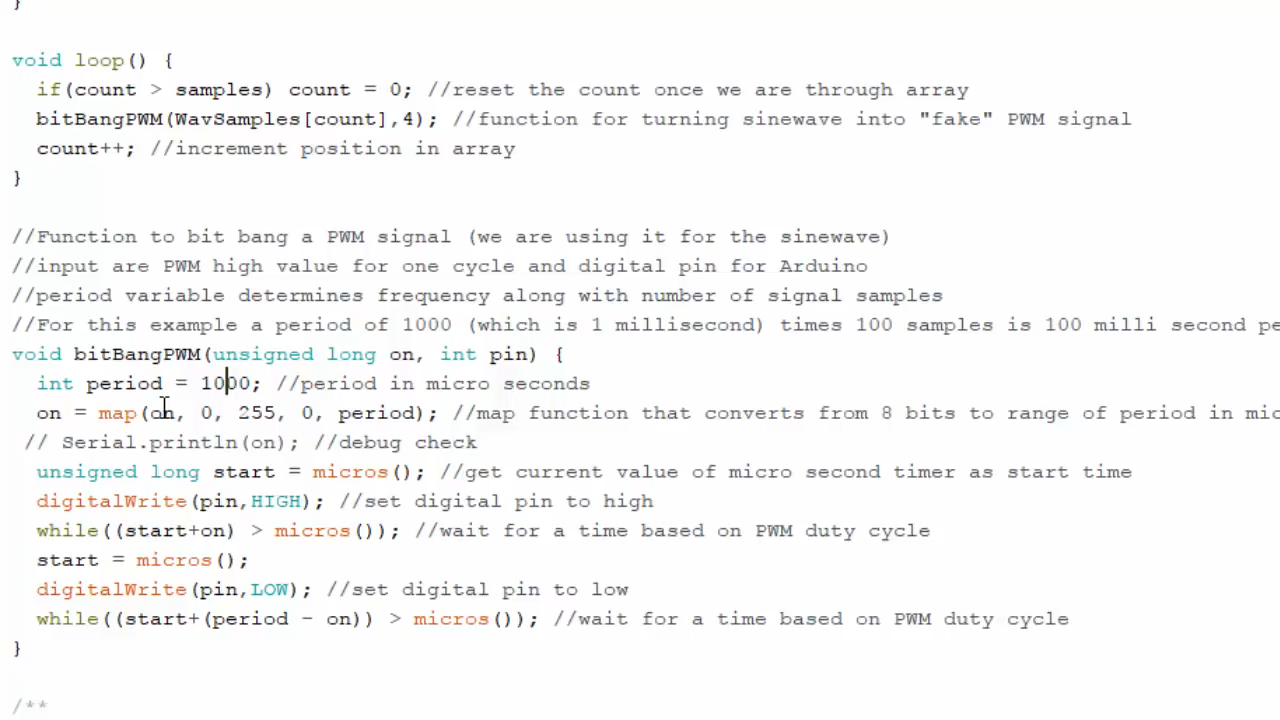 }
void loop() {
if(count > samples) count = 0; //reset the count once we are through array
bitBangPWM(WavSamples[count],4); //function for turning sinewave into "fake" PWM signal
count++; //increment position in array
}
//Function to bit bang a PWM signal (we are using it for the sinewave)
//input are PWM high value for one cycle and digital pin for Arduino
//period variable determines frequency along with number of signal samples
//For this example a period of 1000 (which is 1 millisecond) times 100 samples is 100 milli second pe
void bitBangPWM(unsigned long on, int pin) {
int period = 1000; //period in micro seconds
on = map(on, 0, 255, 0, period); //map function that converts from 8 bits to range of period in mic
// Serial.println(on); //debug check
unsigned long start = micros(); //get current value of micro second timer as start time
digitalWrite(pin,HIGH); //set digital pin to high
while((start+on) > micros()); //wait for a time based on PWM duty cycle
start = micros();
digitalWrite(pin,LOW); //set digital pin to low
while((start+(period - on)) > micros()); //wait for a time based on PWM duty cycle
}
/**